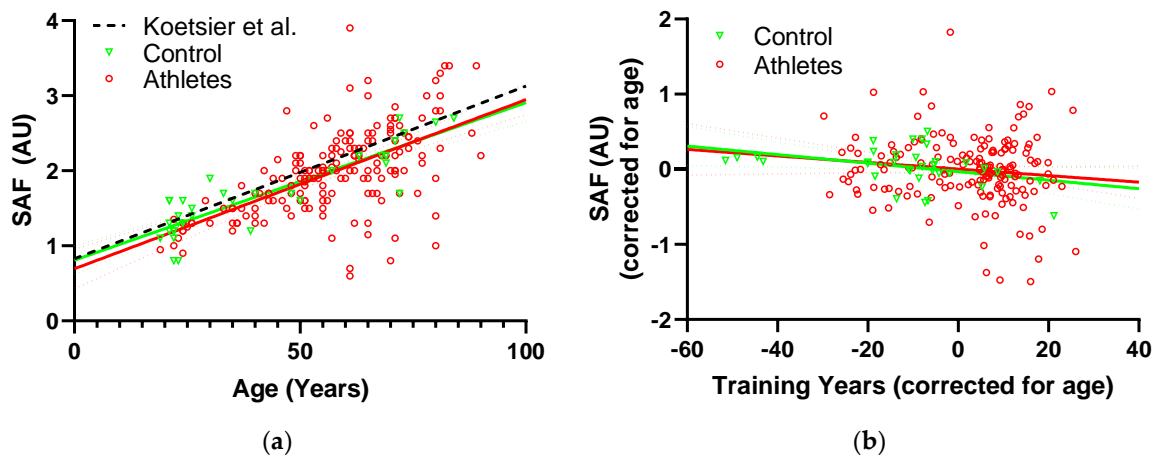 Koetsier et al.
Control
Athletes
SAF (AU)
4
3
2
1
0
0
50
100
Age (Years)
(a)
Control
Athletes
SAF (AU)
(corrected for age)
2
1
0
-1
-2
-60
-40
-20
0
20
40
Training Years (corrected for age)
(b)